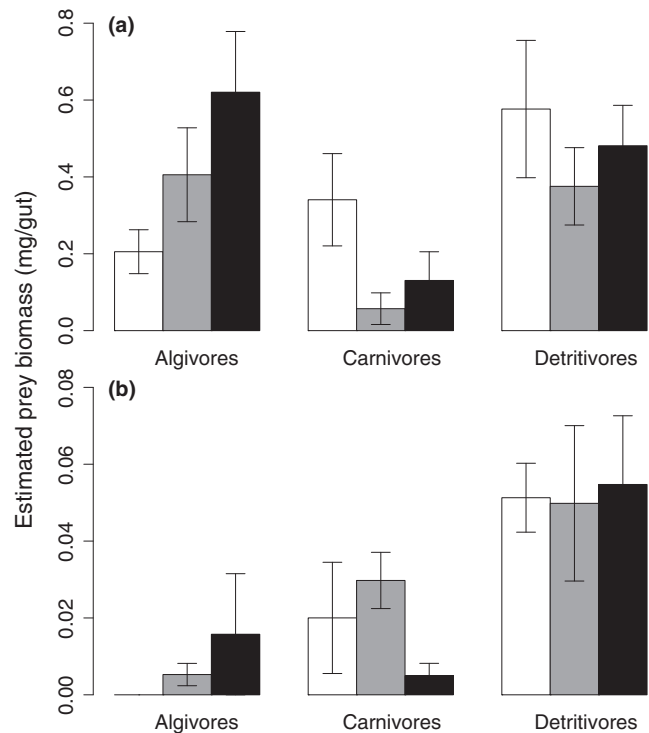 (a)
Estimated prey biomass (mg/gut)
0.8
0.6
0.4
0.2
0.0
Algivores Carnivores Detritivores
(b)
0.08
0.06
0.04
0.02
0.00
Algivores Carnivores Detritivores